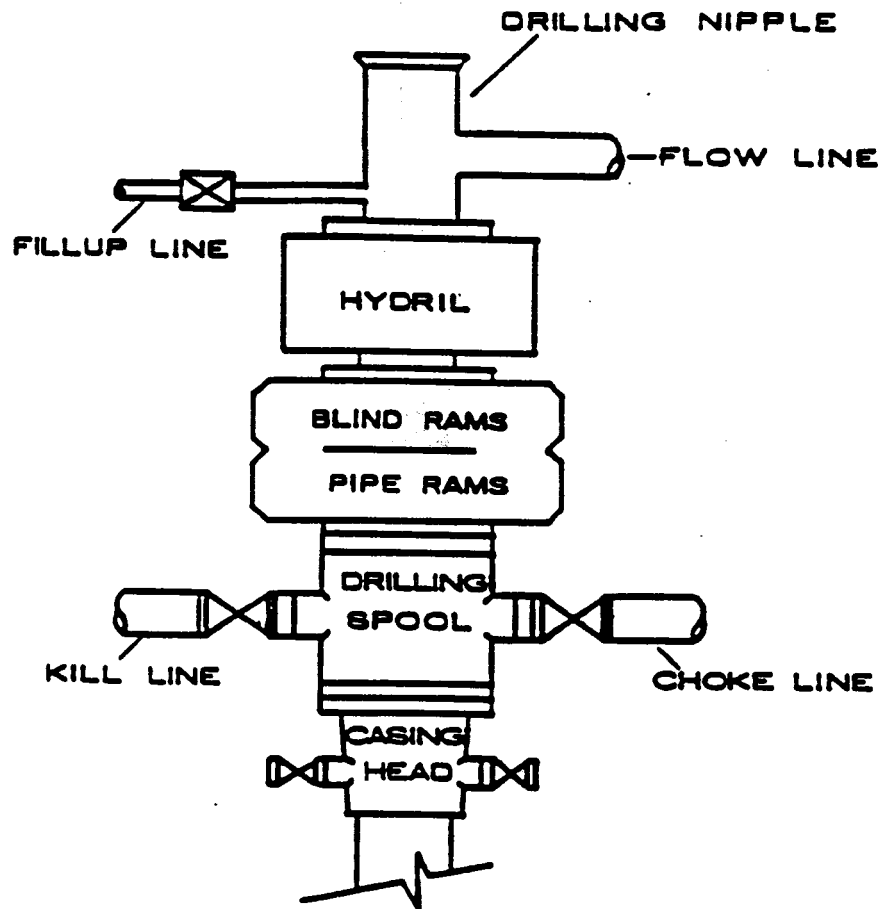 DRILLING NIPPLE
FLOW LINE
FILLUP LINE
HYDRIL
BLIND RAMS
PIPE RAMS
DRILLING
SPOOL
KILL LINE
CHOKE LINE
CASING
HEAD